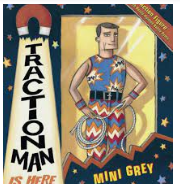 TRACTION
MAN
IS HERE
MINI GREY